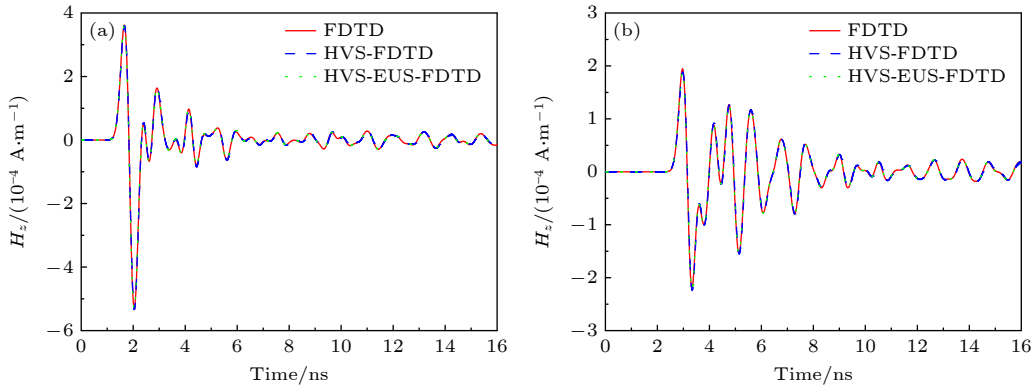 (a)
FDTD
HVS-FDTD
HVS-EUS-FDTD
4
2
0
−2
−4
−6
H_z/(10⁻⁴ A·m⁻¹)
0 2 4 6 8 10 12 14 16
Time/ns
(b)
FDTD
HVS-FDTD
HVS-EUS-FDTD
3
2
1
0
−1
−2
−3
H_z/(10⁻⁴ A·m⁻¹)
0 2 4 6 8 10 12 14 16
Time/ns